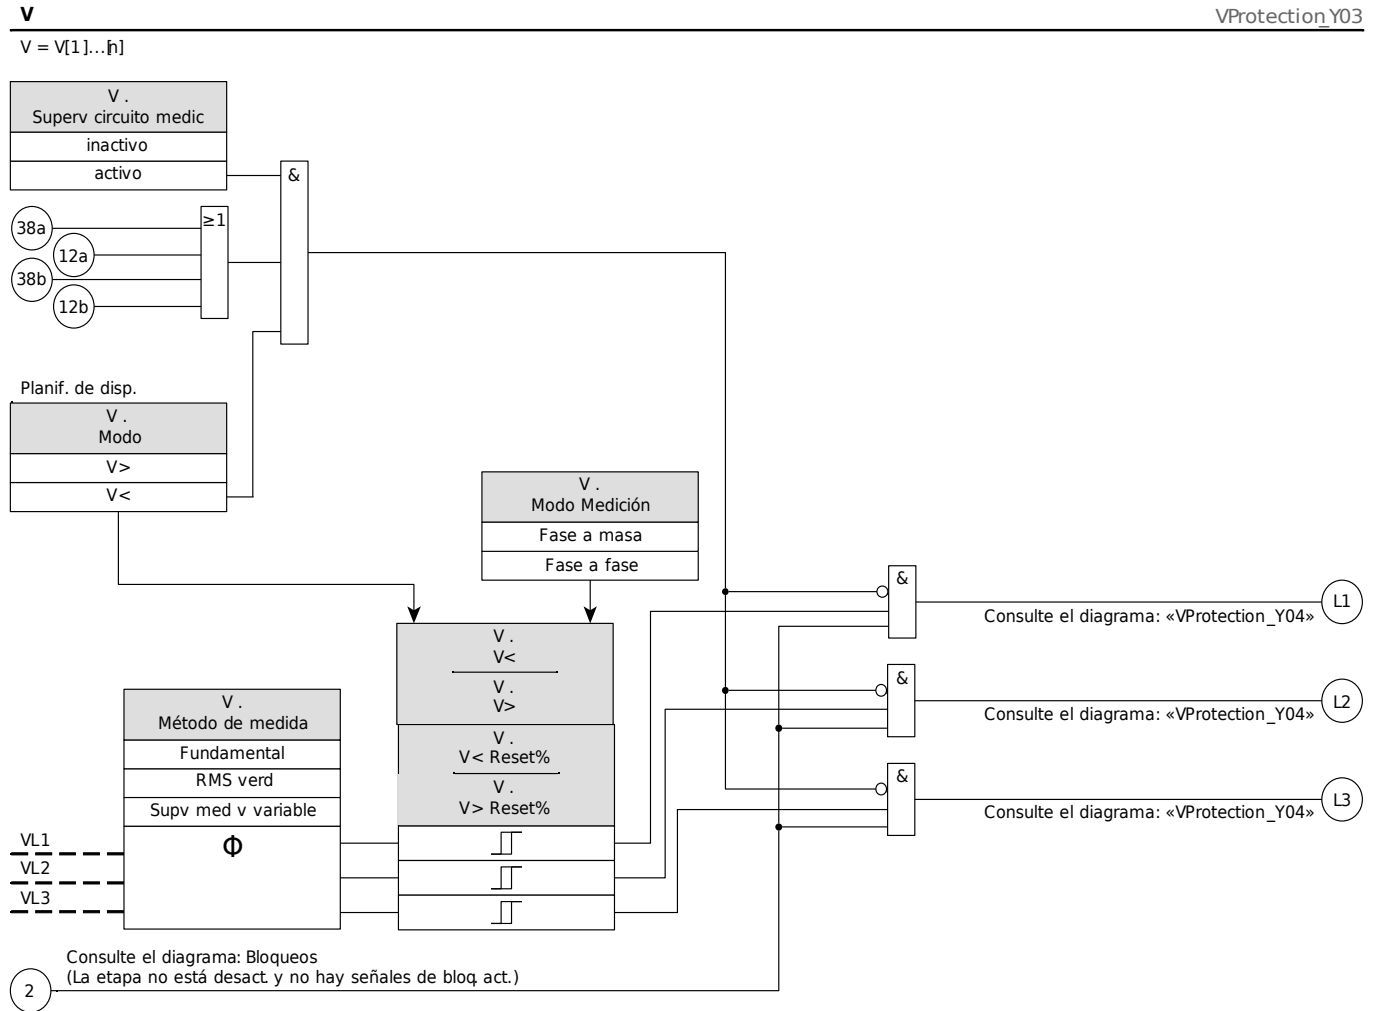 V
VProtection_Y03
V = V[1]...[n]
V .
Superv circuito medic
inactivo
activo
&
38a
≥1
12a
38b
12b
Planif. de disp.
V .
Modo
V>
V<
V .
Modo Medición
Fase a masa
Fase a fase
&
L1
Consulte el diagrama: «VProtection_Y04»
V .
V<
V .
V>
&
L2
Consulte el diagrama: «VProtection_Y04»
V .
Método de medida
Fundamental
RMS verd
Supv med v variable
Φ
V .
V< Reset%
V .
V> Reset%
&
L3
Consulte el diagrama: «VProtection_Y04»
VL1
VL2
VL3
Consulte el diagrama: Bloqueos
(La etapa no está desact. y no hay señales de bloq. act.)
2